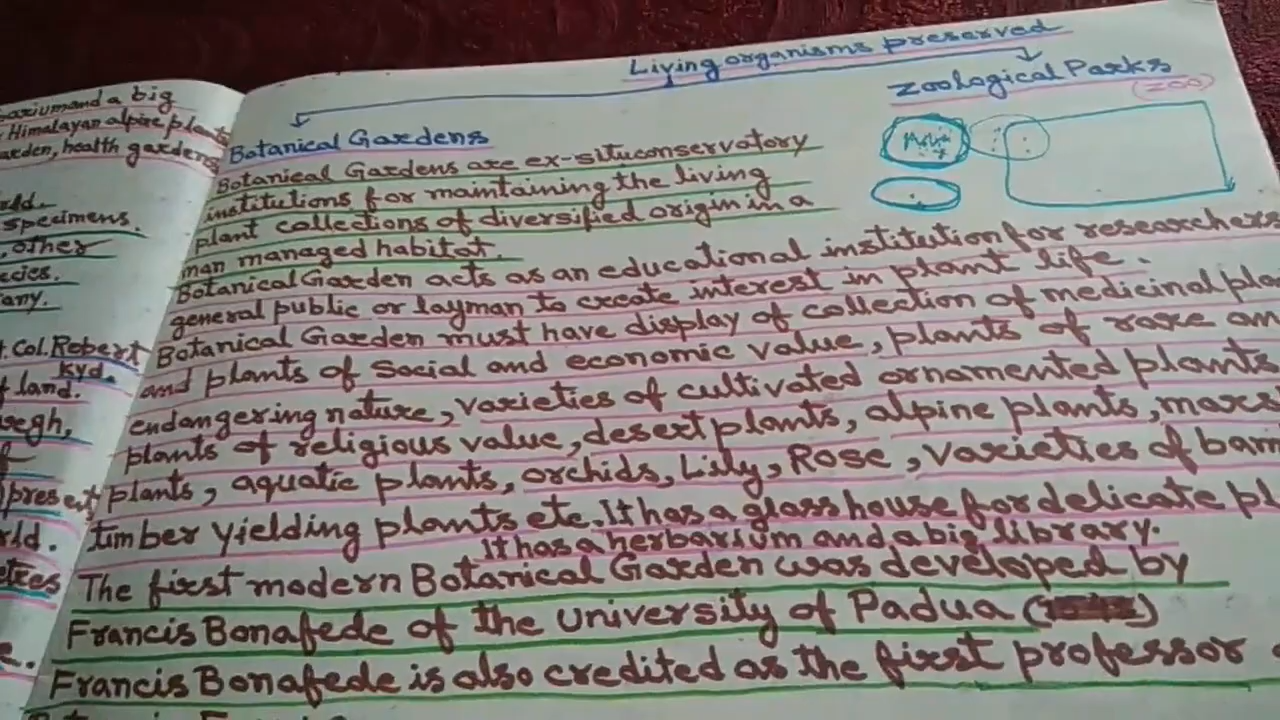 Living organisms preserved
Zoological Parks
(ZOO)
Botanical Gardens
Botanical Gardens are ex-situ conservatory
institutions for maintaining the living
plant collections of diversified origin in a
man managed habitat.
Botanical Garden acts as an educational institution for researchers
general public or layman to create interest in plant life.
Botanical Garden must have display of collection of medicinal
and plants of social and economic value, plants of rare
endangering nature, varieties of cultivated ornamented plants
plants of religious value, desert plants, alpine plants,
plants, aquatic plants, orchids, Lily, Rose, varieties of
timber yielding plants etc. It has a glass house for delicate
It has a herbarium and a big library.
The first modern Botanical Garden was developed by
Francis Bonafede of the University of Padua
Francis Bonafede is also credited as the first professor
and a big
Himalayan alpine plants
health gardens
specimens.
other
Col. Robert
Kyd.
land.
present